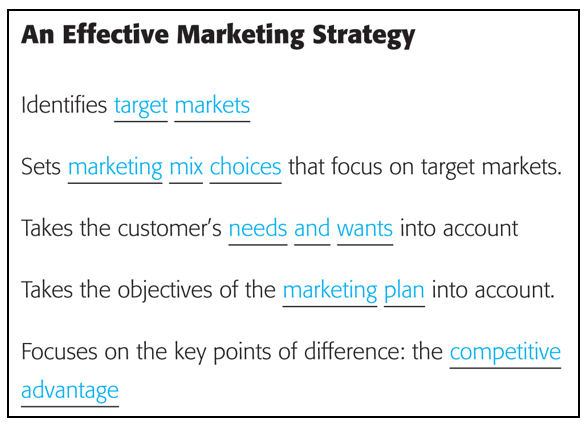 An Effective Marketing Strategy
Identifies target markets
Sets marketing mix choices that focus on target markets.
Takes the customer’s needs and wants into account
Takes the objectives of the marketing plan into account.
Focuses on the key points of difference: the competitive
advantage